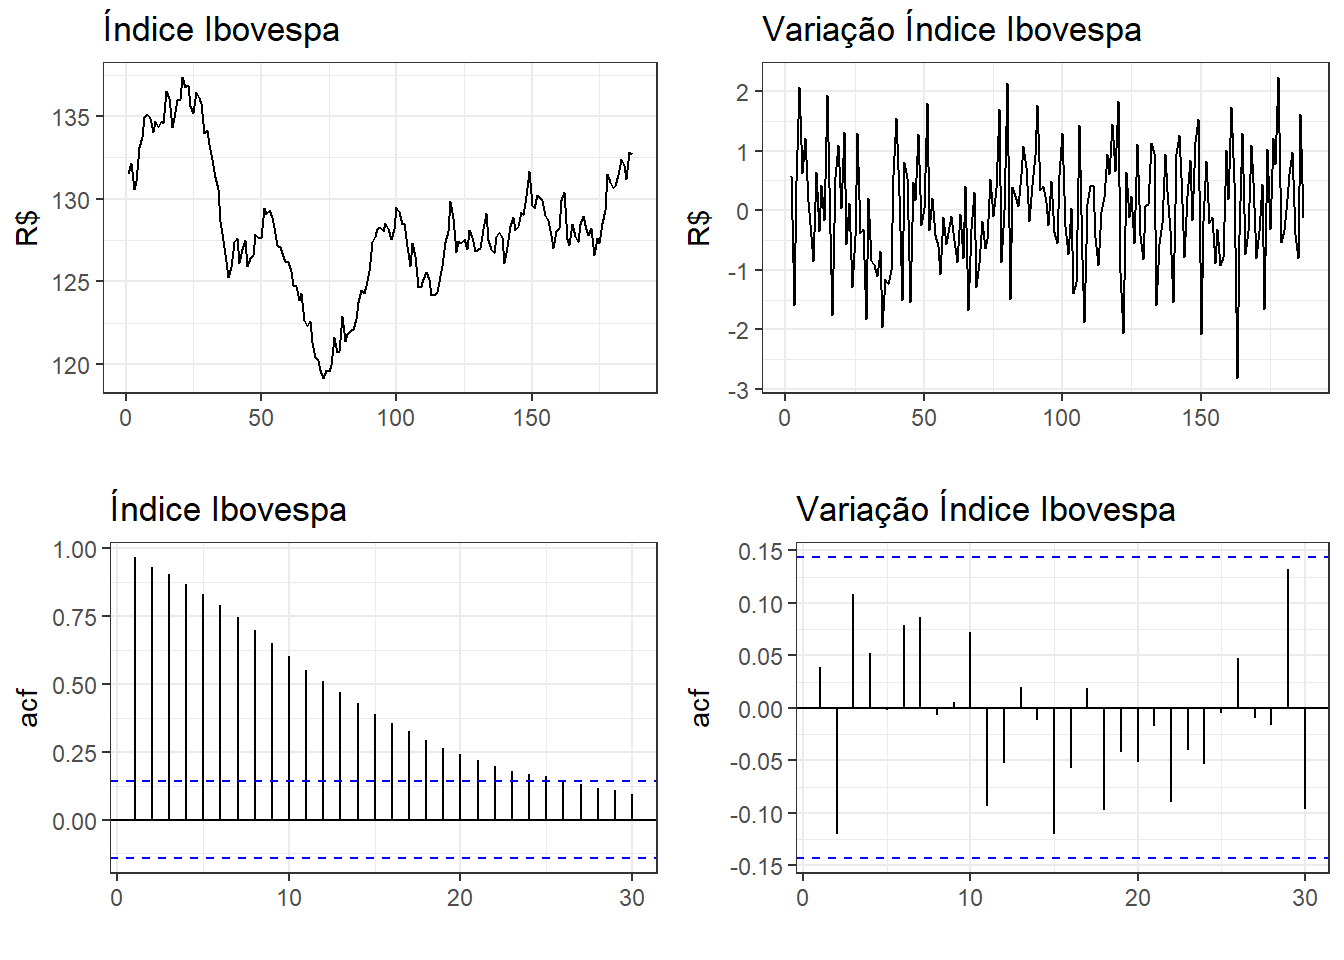 Índice Ibovespa
R$
135
130
125
120
0 50 100 150
Variação Índice Ibovespa
R$
2
1
0
-1
-2
-3
0 50 100 150
Índice Ibovespa
acf
1.00
0.75
0.50
0.25
0.00
0 10 20 30
Variação Índice Ibovespa
acf
0.15
0.10
0.05
0.00
-0.05
-0.10
-0.15
0 10 20 30